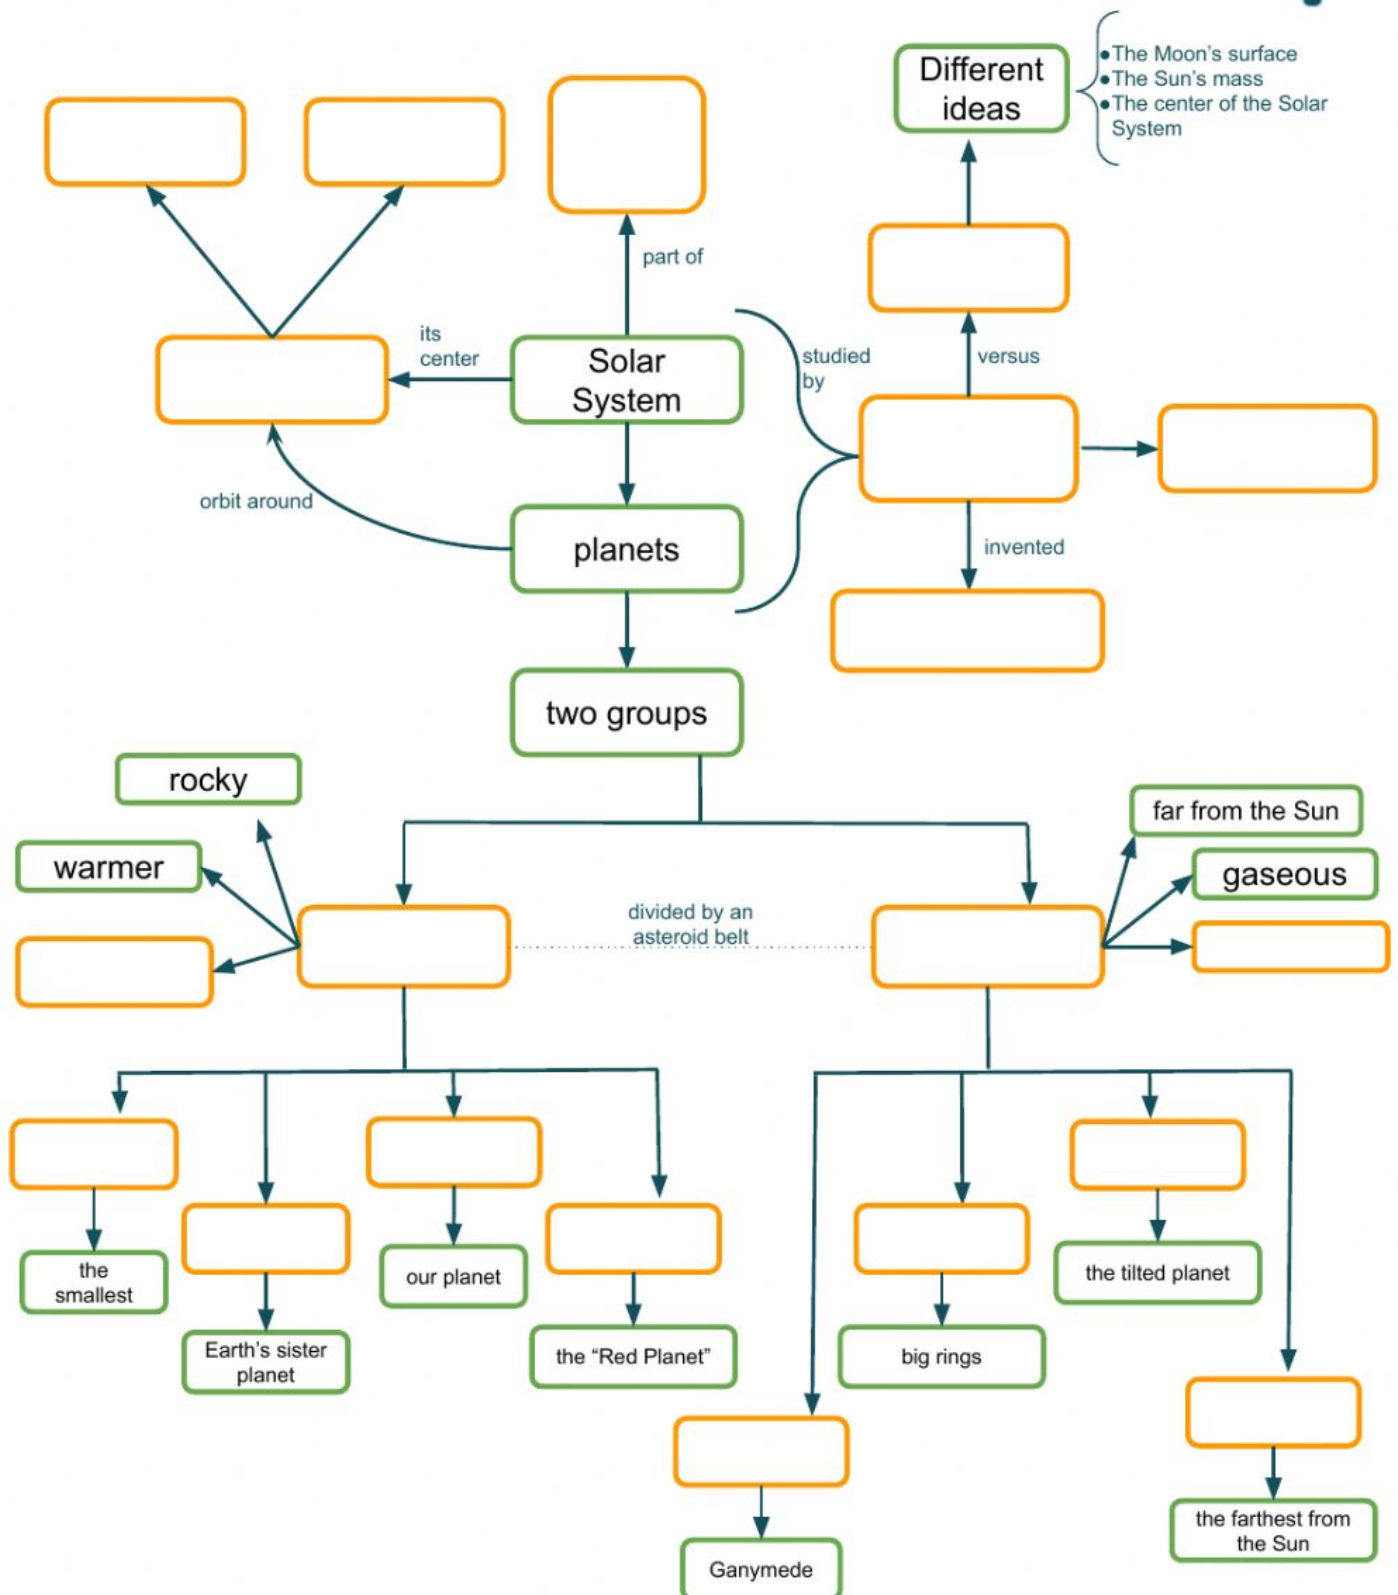 Different
ideas
●The Moon's surface
●The Sun's mass
●The center of the Solar
System
part of
its
center
Solar
System
studied
by
versus
orbit around
planets
invented
two groups
rocky
far from the Sun
warmer
gaseous
divided by an
asteroid belt
the
smallest
our planet
the tilted planet
Earth's sister
planet
the “Red Planet”
big rings
the farthest from
the Sun
Ganymede